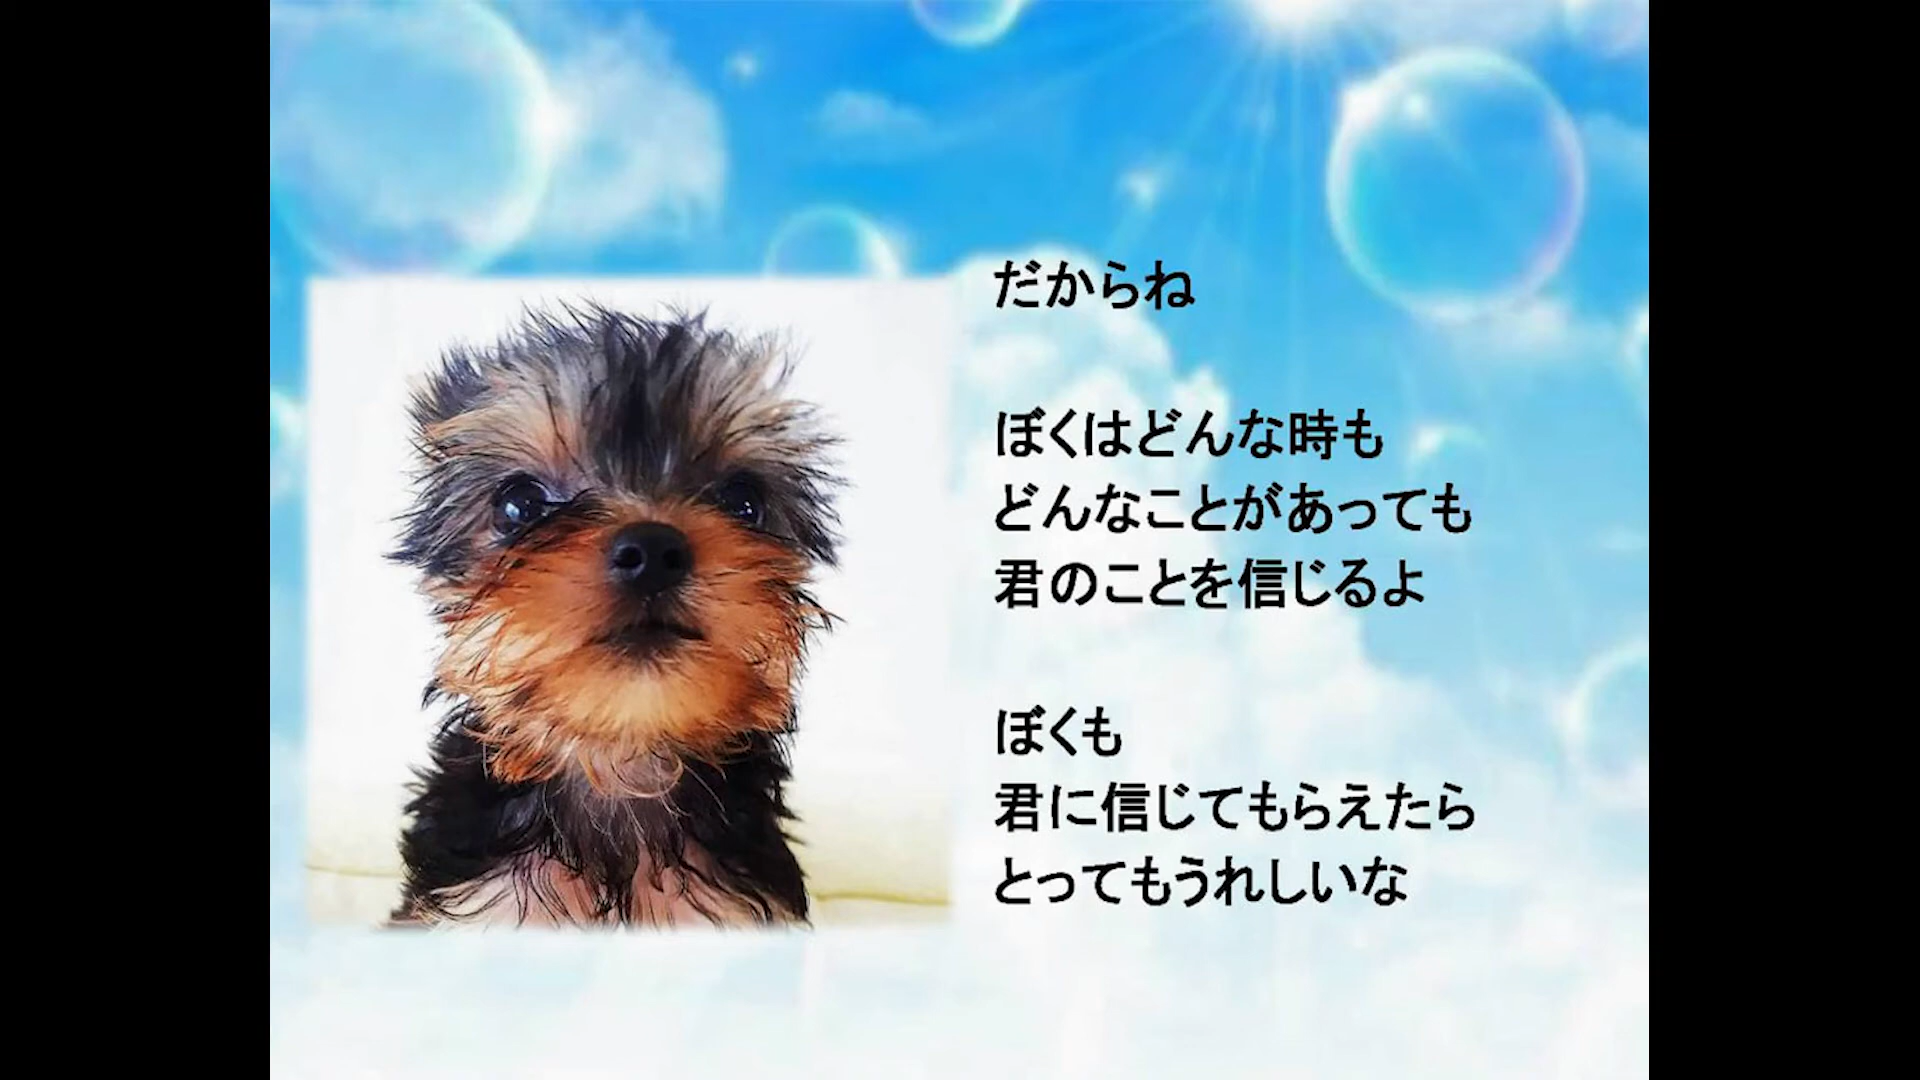 だからね
ぼくはどんな時も
どんなことがあっても
君のことを信じるよ
ぼくも
君に信じてもらえたら
とってもうれしいな